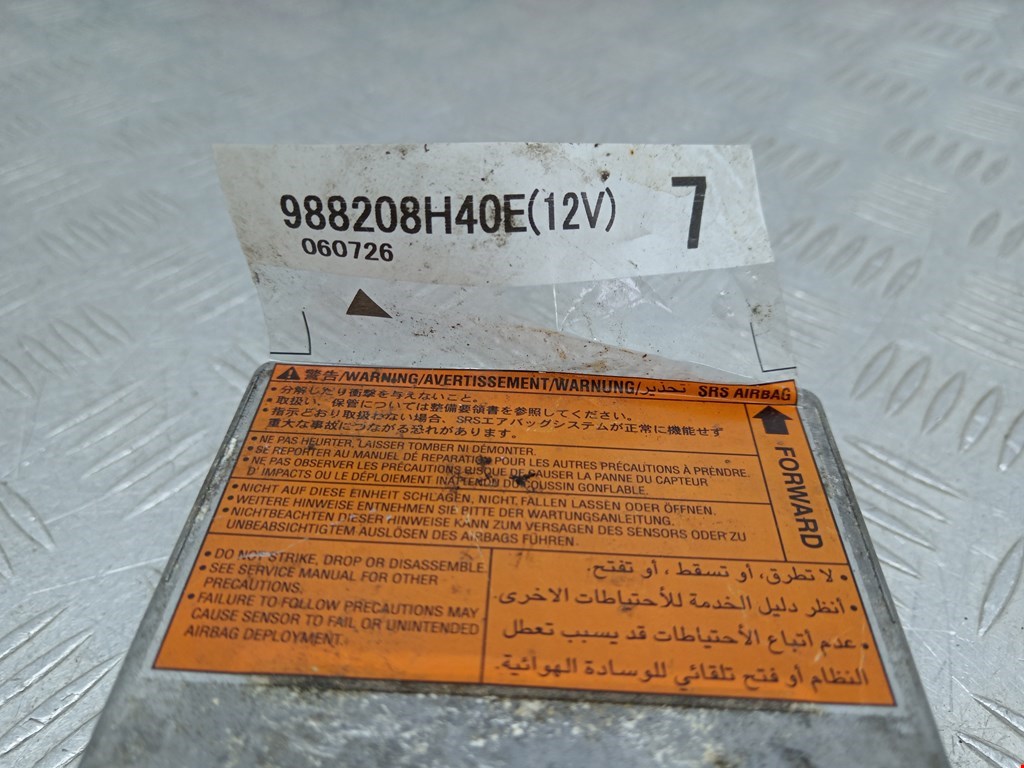 988208H40E(12V) 7
060726
警告/WARNING/AVERTISSEMENT/WARNUNG/تحذير SRS AIRBAG
• 分解したり衝撃を与えないこと。
• 取扱い、保管については整備要領書を参照してください。
• 指示どおり取扱わない場合、SRSエアバッグシステムが正常に機能せず
重大な事故につながる恐れがあります。
• NE PAS HEURTER, LAISSER TOMBER NI DÉMONTER.
• SE REPORTER AU MANUEL DE RÉPARATION POUR LES AUTRES PRÉCAUTIONS À PRENDRE.
• NE PAS OBSERVER LES PRÉCAUTIONS RISQUE DE CAUSER LA PANNE DU CAPTEUR
D' IMPACTS OU LE DÉPLOIEMENT INATTENDU DU COUSSIN GONFLABLE.
• NICHT AUF DIESE EINHEIT SCHLAGEN, NICHT FALLEN LASSEN ODER ÖFFNEN.
• WEITERE HINWEISE ENTNEHMEN SIE BITTE DER WARTUNGSANLEITUNG.
• NICHTBEACHTEN DIESER HINWEISE KANN ZUM VERSAGEN DES SENSORS ODER ZU
UNBEABSICHTIGTEM AUSLÖSEN DES AIRBAGS FÜHREN.
FORWARD
• DO NOT STRIKE, DROP OR DISASSEMBLE.
• SEE SERVICE MANUAL FOR OTHER
PRECAUTIONS.
• FAILURE TO FOLLOW PRECAUTIONS MAY
CAUSE SENSOR TO FAIL, OR UNINTENDED
AIRBAG DEPLOYMENT.
• لا تطرق، أو تسقط، أو تفتح.
• أنظر دليل الخدمة للأحتياطات الاخرى.
• عدم أتباع الأحتياطات قد يسبب تعطل
النظام أو فتح تلقائي للوسادة الهوائية.